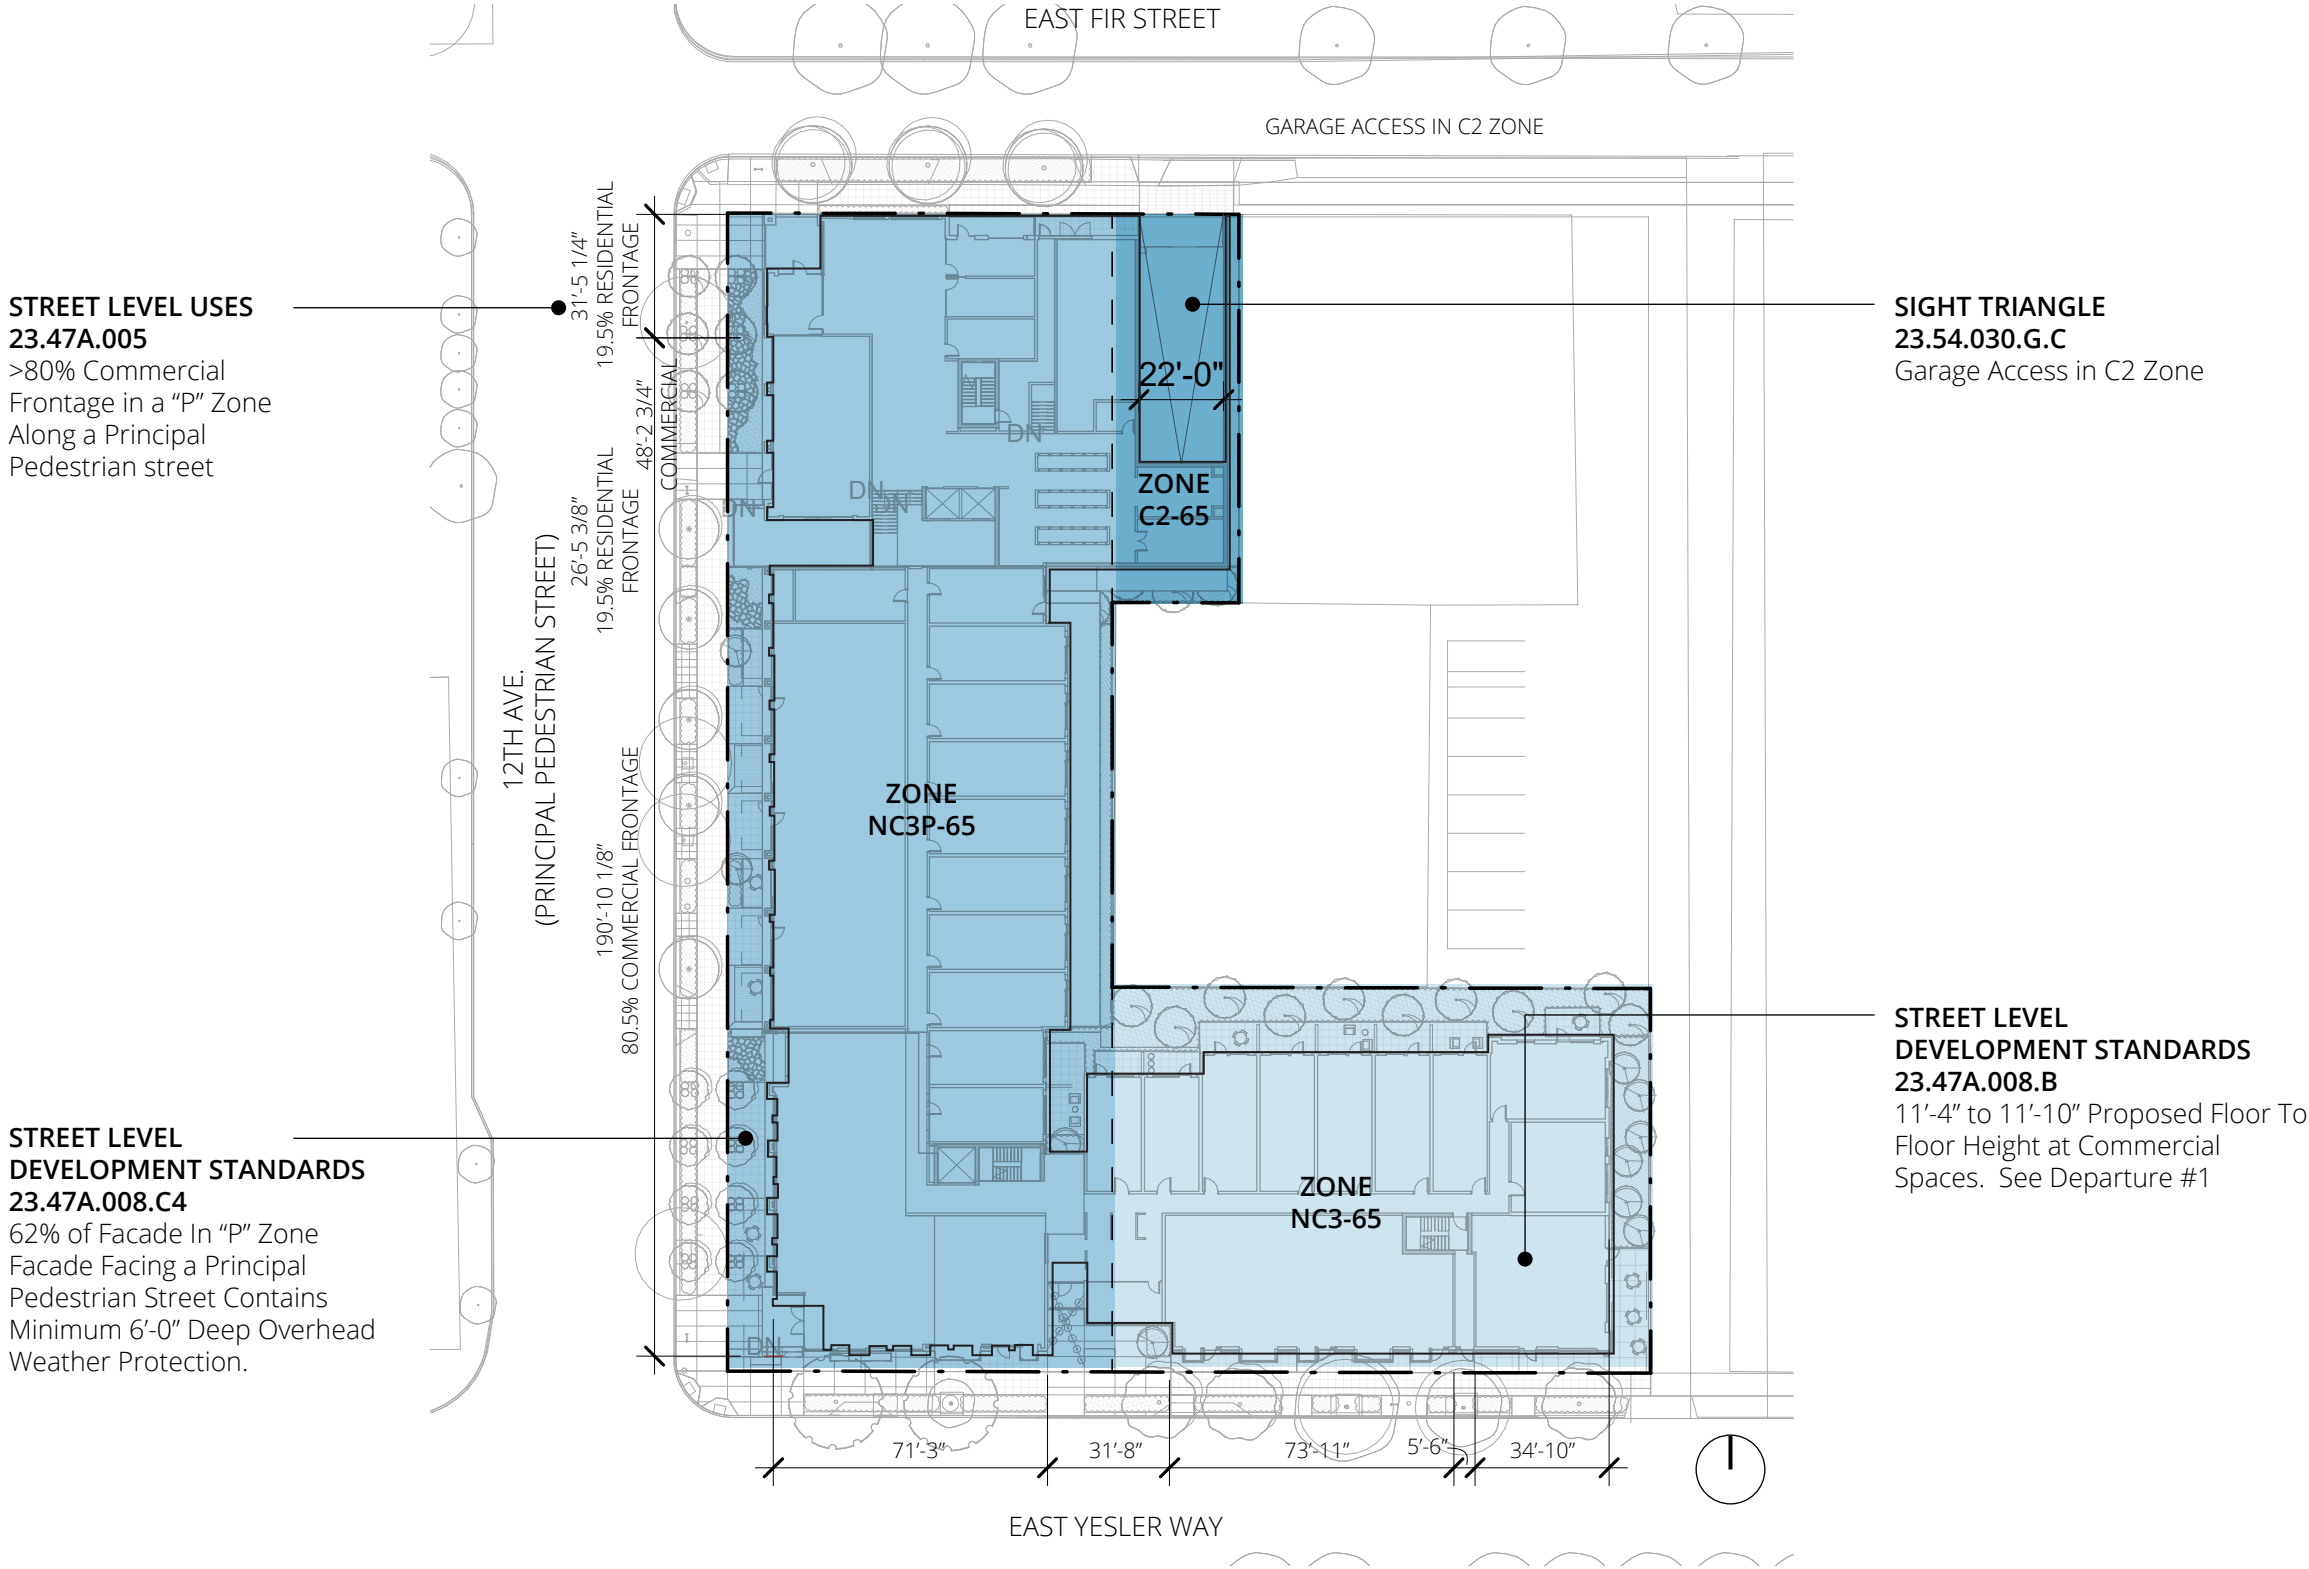 EAST FIR STREET
GARAGE ACCESS IN C2 ZONE
STREET LEVEL USES
23.47A.005
>80% Commercial
Frontage in a “P” Zone
Along a Principal
Pedestrian street
31’-5 1/4”
19.5% RESIDENTIAL
FRONTAGE
48’-2 3/4”
COMMERCIAL
26’-5 3/8”
19.5% RESIDENTIAL
FRONTAGE
12TH AVE.
(PRINCIPAL PEDESTRIAN STREET)
190’-10 1/8”
80.5% COMMERCIAL FRONTAGE
22'-0"
DN
DN
DN
DN
ZONE
C2-65
SIGHT TRIANGLE
23.54.030.G.C
Garage Access in C2 Zone
ZONE
NC3P-65
STREET LEVEL
DEVELOPMENT STANDARDS
23.47A.008.B
11’-4” to 11’-10” Proposed Floor To
Floor Height at Commercial
Spaces. See Departure #1
STREET LEVEL
DEVELOPMENT STANDARDS
23.47A.008.C4
62% of Facade In “P” Zone
Facade Facing a Principal
Pedestrian Street Contains
Minimum 6’-0” Deep Overhead
Weather Protection.
ZONE
NC3-65
DN
71’-3”
31’-8”
73’-11”
5’-6”
34’-10”
EAST YESLER WAY